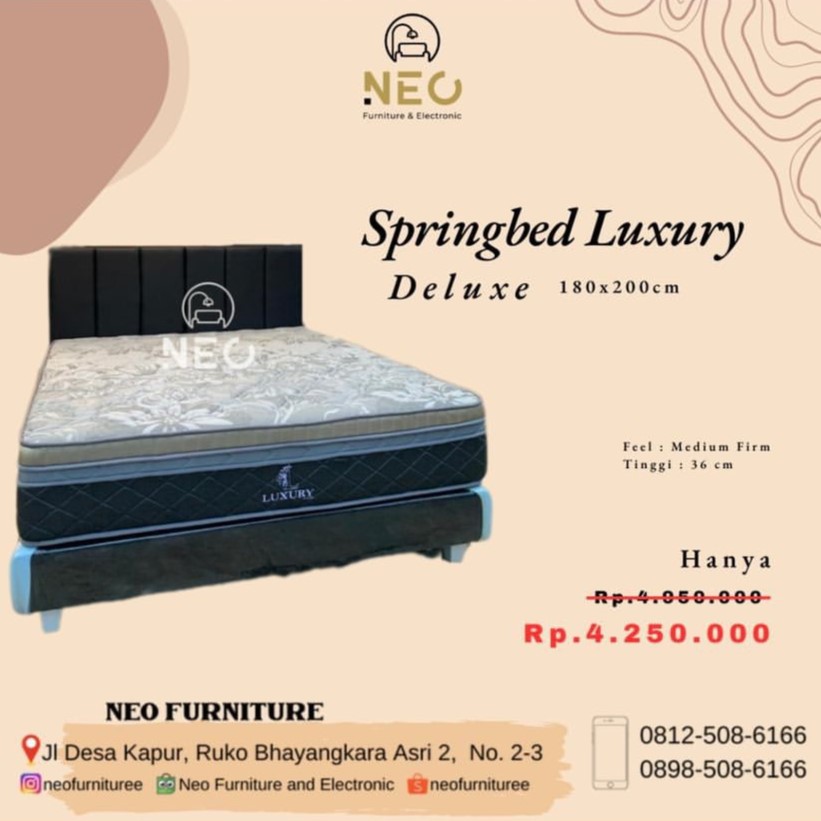 NEO
Furniture & Electronic
Springbed Luxury
Deluxe 180x200cm
NEO
LUXURY
Feel : Medium Firm
Tinggi : 36 cm
Hanya
Rp.4.250.000
NEO FURNITURE
Jl Desa Kapur, Ruko Bhayangkara Asri 2, No. 2-3
neofurnituree Neo Furniture and Electronic neofurnituree
0812-508-6166
0898-508-6166